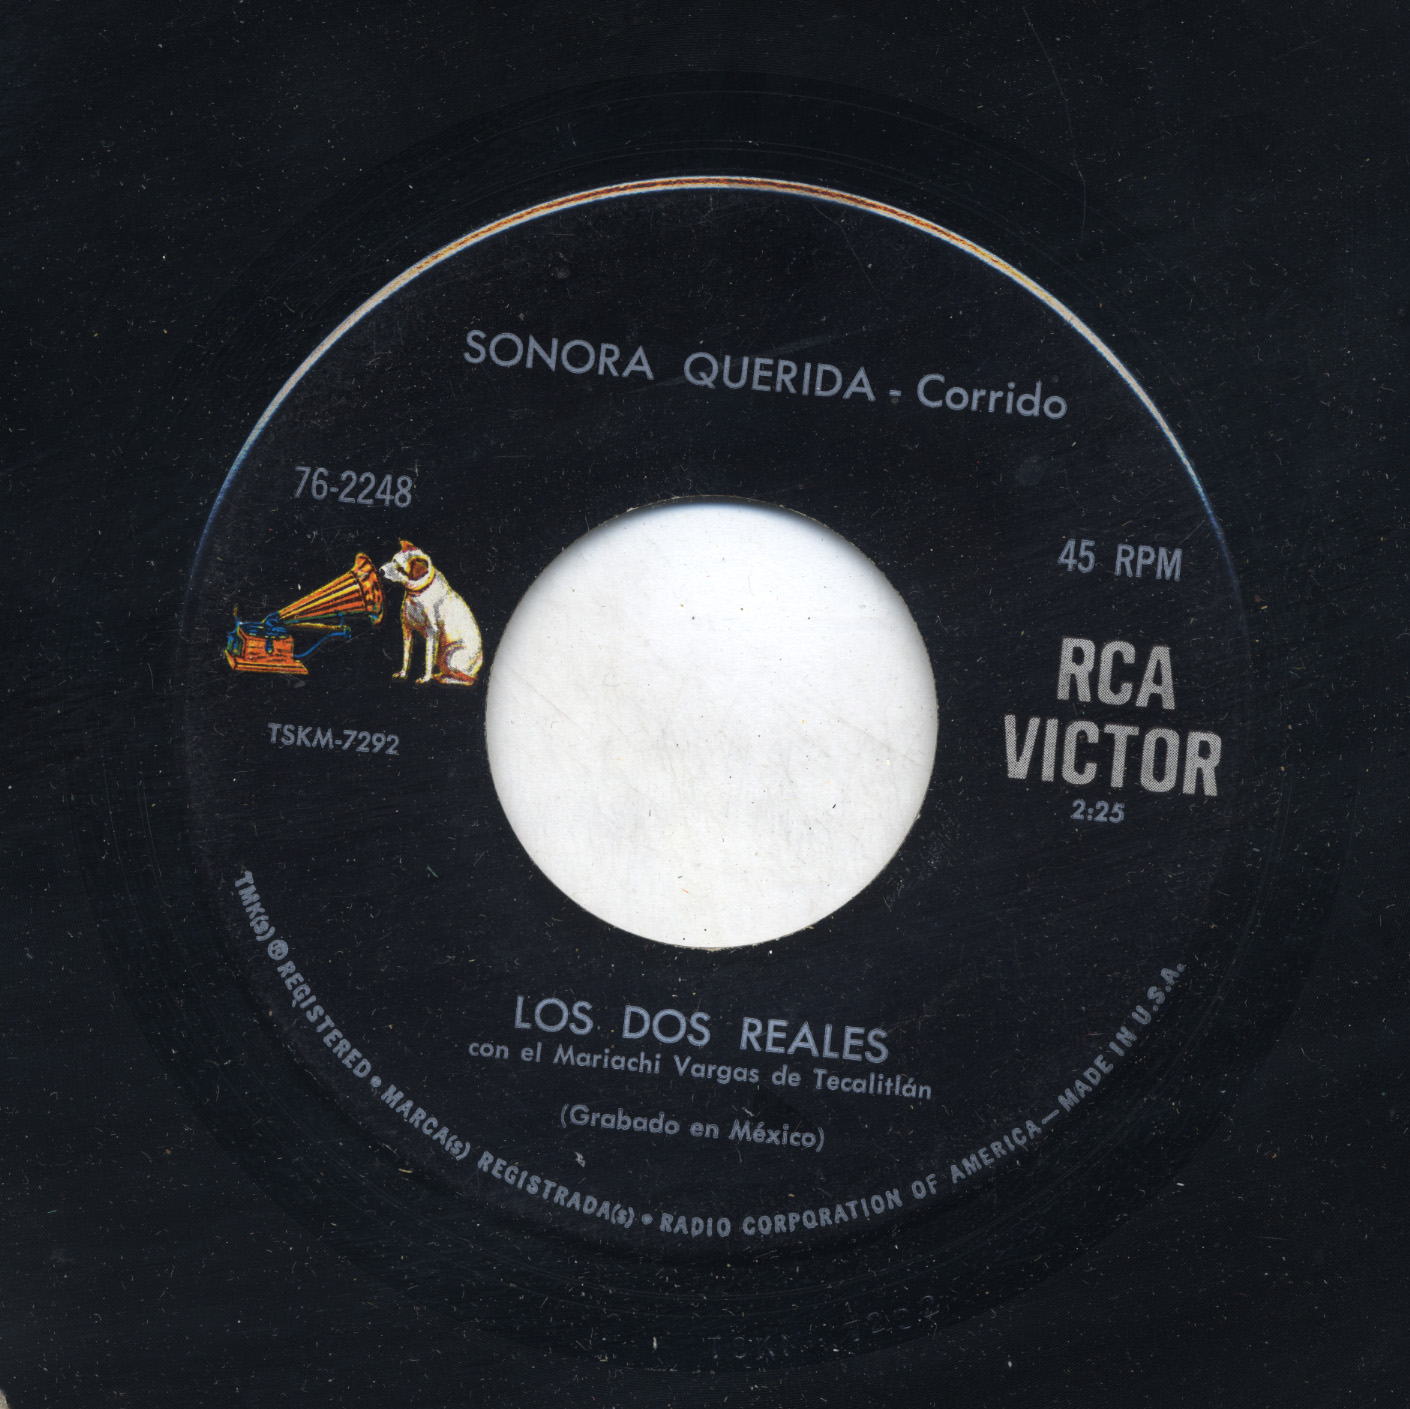 SONORA QUERIDA - Corrido
76-2248
45 RPM
RCA
VICTOR
TSKM-7292
2:25
LOS DOS REALES
con el Mariachi Vargas de Tecalitlán
(Grabado en México)
TMK(s) ® REGISTERED • MARCA(s) REGISTRADA(s) • RADIO CORPORATION OF AMERICA — MADE IN U.S.A.